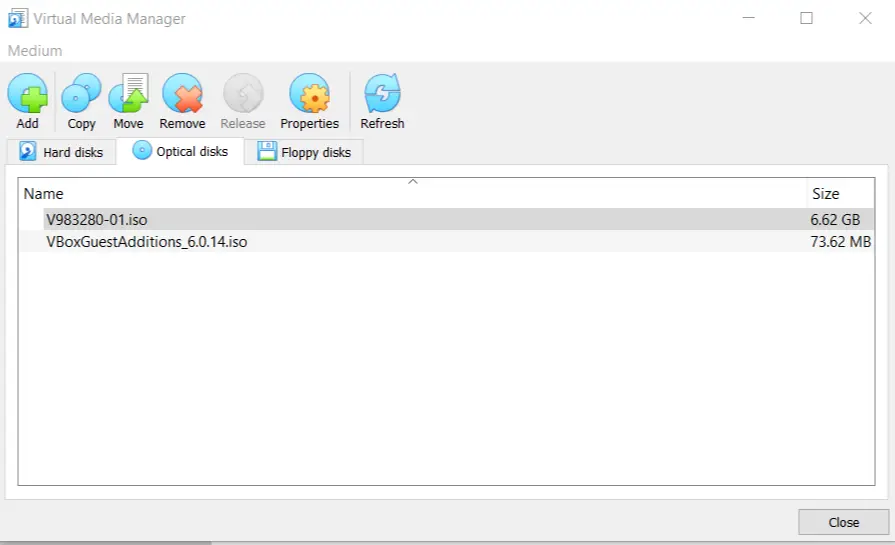 Virtual Media Manager
Medium
Add Copy Move Remove Release Properties Refresh
Hard disks Optical disks Floppy disks
Name Size
V983280-01.iso 6.62 GB
VBoxGuestAdditions_6.0.14.iso 73.62 MB
Close